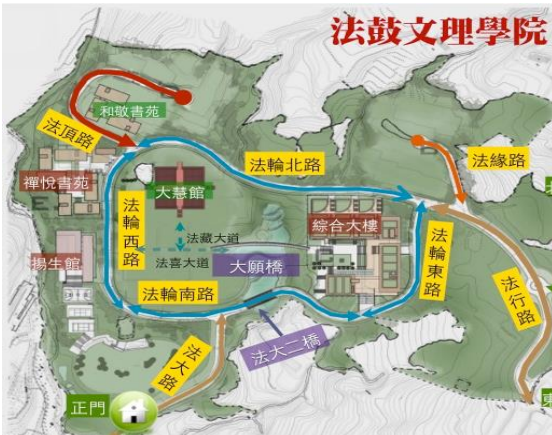 法鼓文理學院
和敬書苑
法頂路
法輪北路
法緣路
禪悅書苑
大慧館
法輪西路
綜合大樓
法藏大道
揚生館
法喜大道
大願橋
法輪東路
法輪南路
法行路
法大二橋
法大路
正門
東